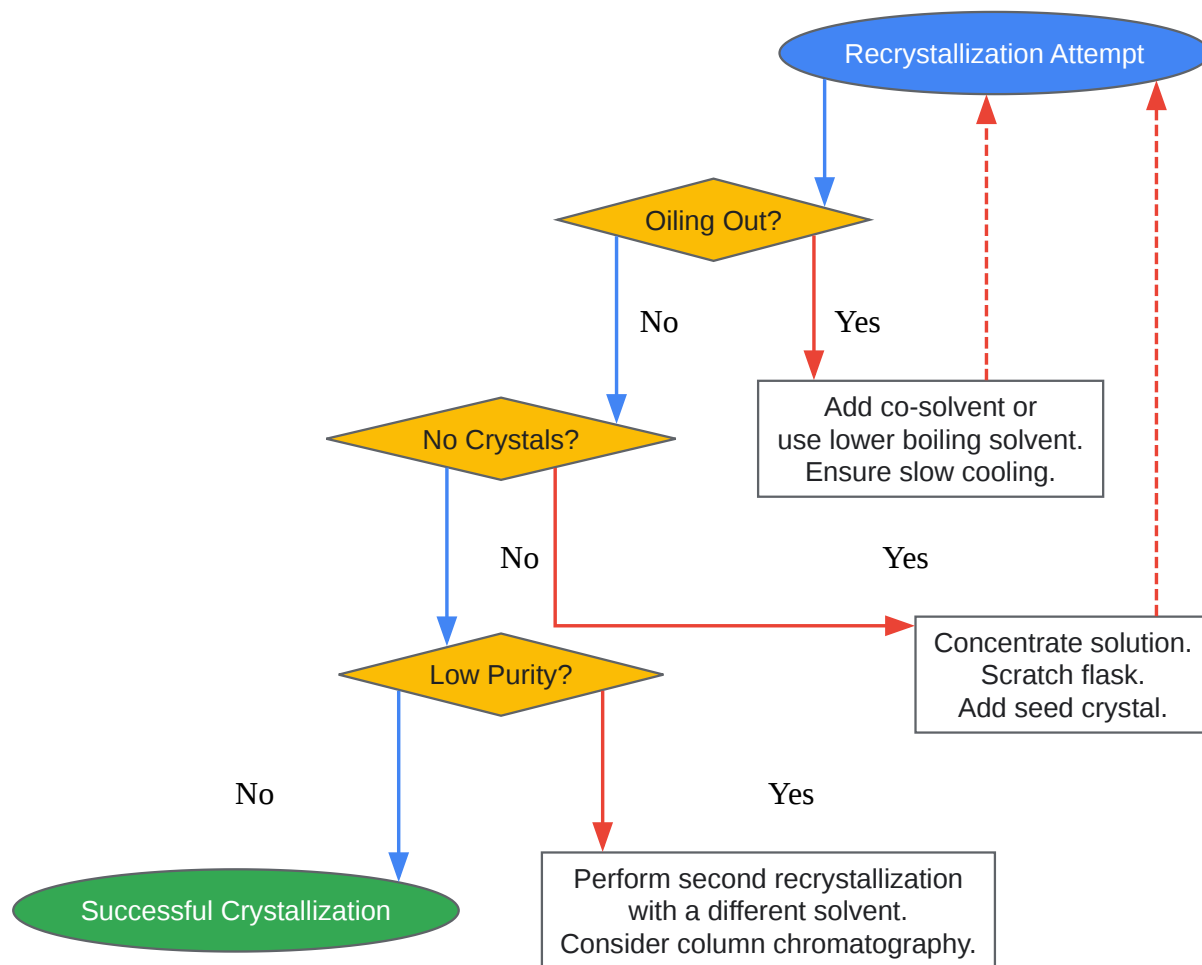 Recrystallization Attempt
Oiling Out?
No
Yes
Add co-solvent or
use lower boiling solvent.
Ensure slow cooling.
No Crystals?
No
Yes
Concentrate solution.
Scratch flask.
Add seed crystal.
Low Purity?
No
Yes
Perform second recrystallization
with a different solvent.
Consider column chromatography.
Successful Crystallization